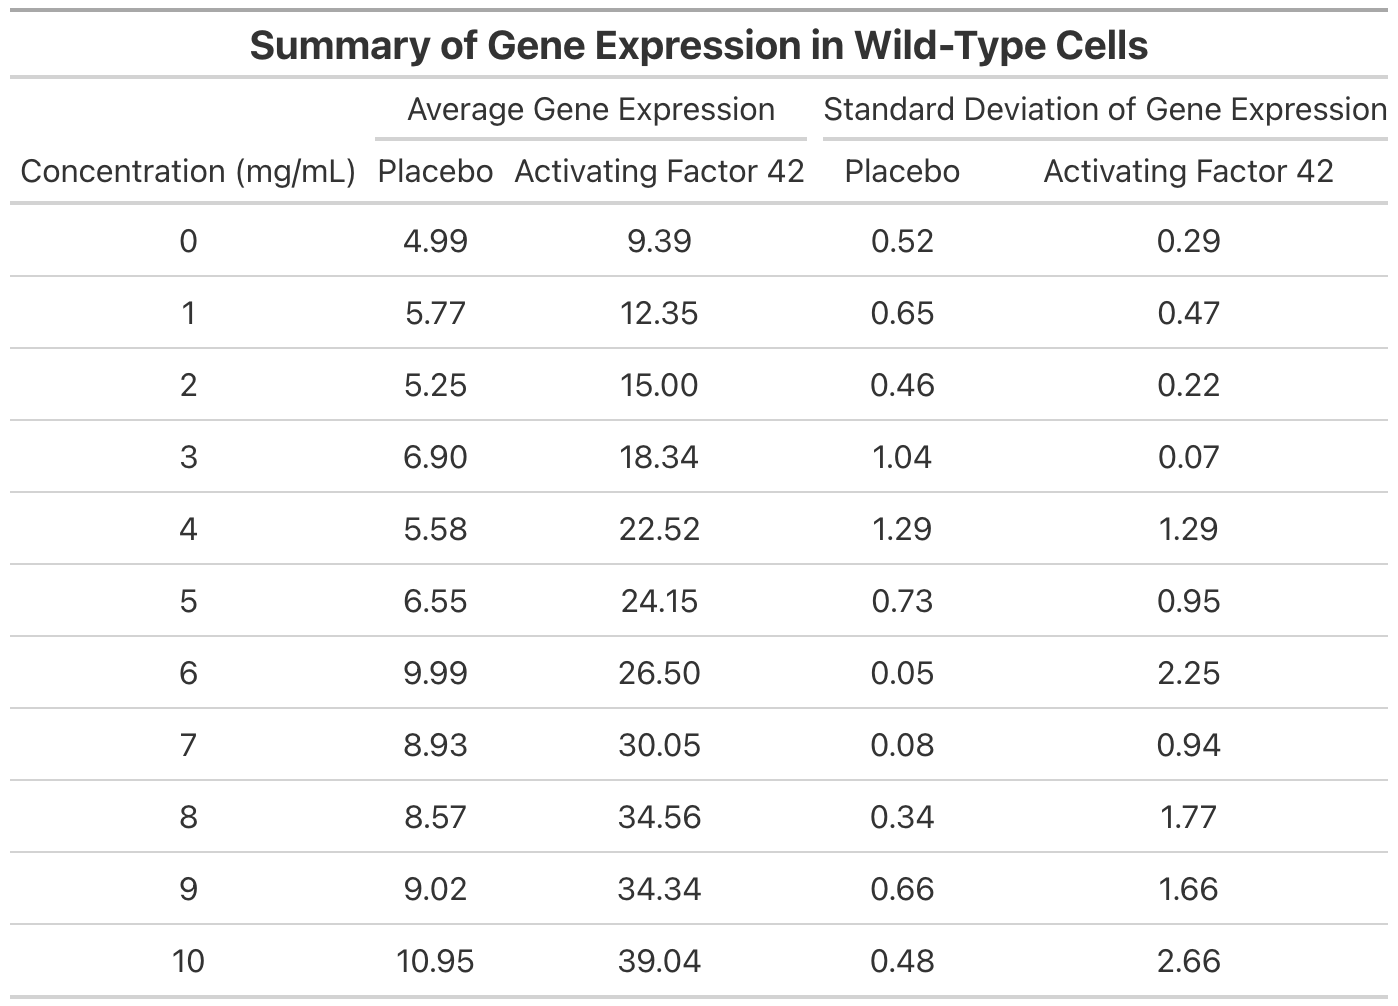 Summary of Gene Expression in Wild-Type Cells
Average Gene Expression Standard Deviation of Gene Expression
Concentration (mg/mL) Placebo Activating Factor 42 Placebo Activating Factor 42
0 4.99 9.39 0.52 0.29
1 5.77 12.35 0.65 0.47
2 5.25 15.00 0.46 0.22
3 6.90 18.34 1.04 0.07
4 5.58 22.52 1.29 1.29
5 6.55 24.15 0.73 0.95
6 9.99 26.50 0.05 2.25
7 8.93 30.05 0.08 0.94
8 8.57 34.56 0.34 1.77
9 9.02 34.34 0.66 1.66
10 10.95 39.04 0.48 2.66